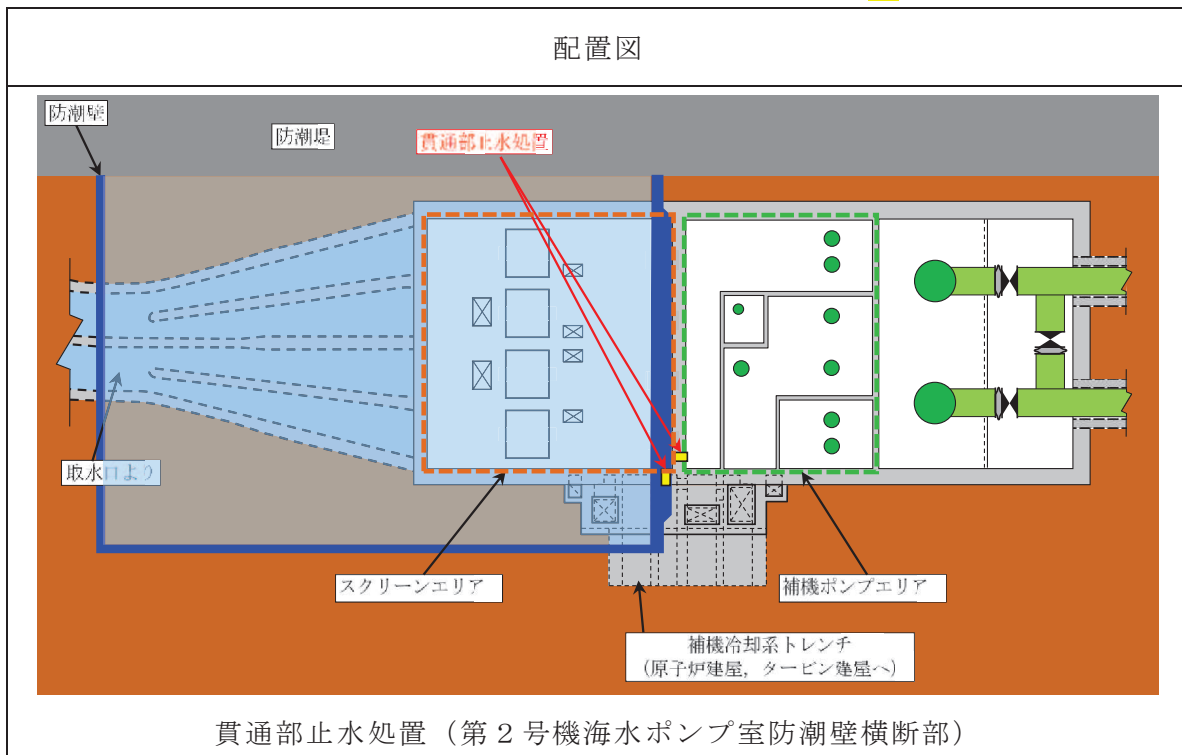 配置図
防潮壁
防潮堤
貫通部止水処置
取水口より
スクリーンエリア
補機ポンプエリア
補機冷却系トレンチ
(原子炉建屋，タービン建屋へ)
貫通部止水処置（第２号機海水ポンプ室防潮壁横断部）